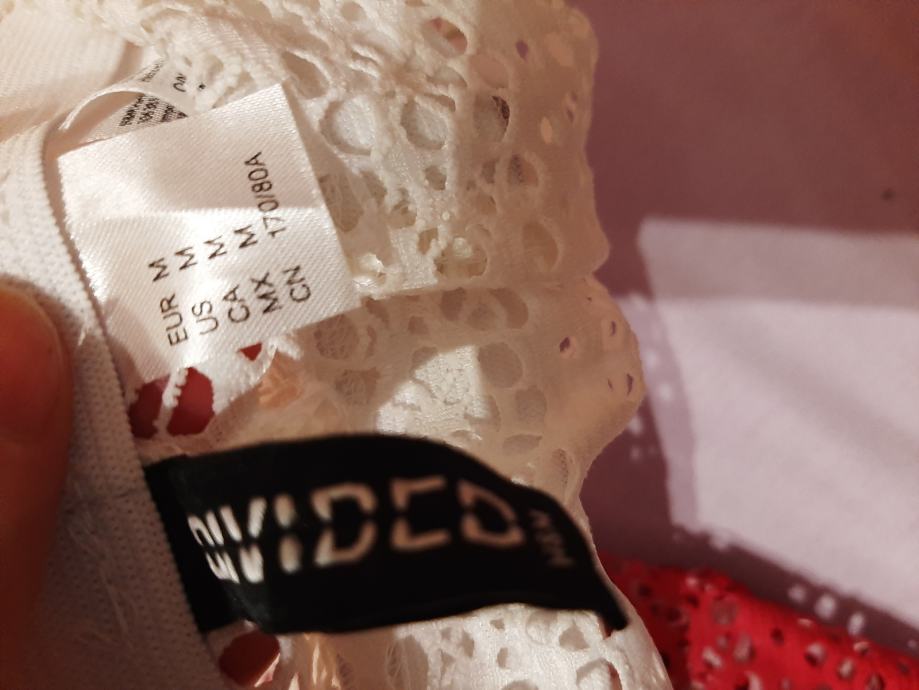 EUR M
US M
CA M
MX M
CN 170/80A
DIVIDED
H&M